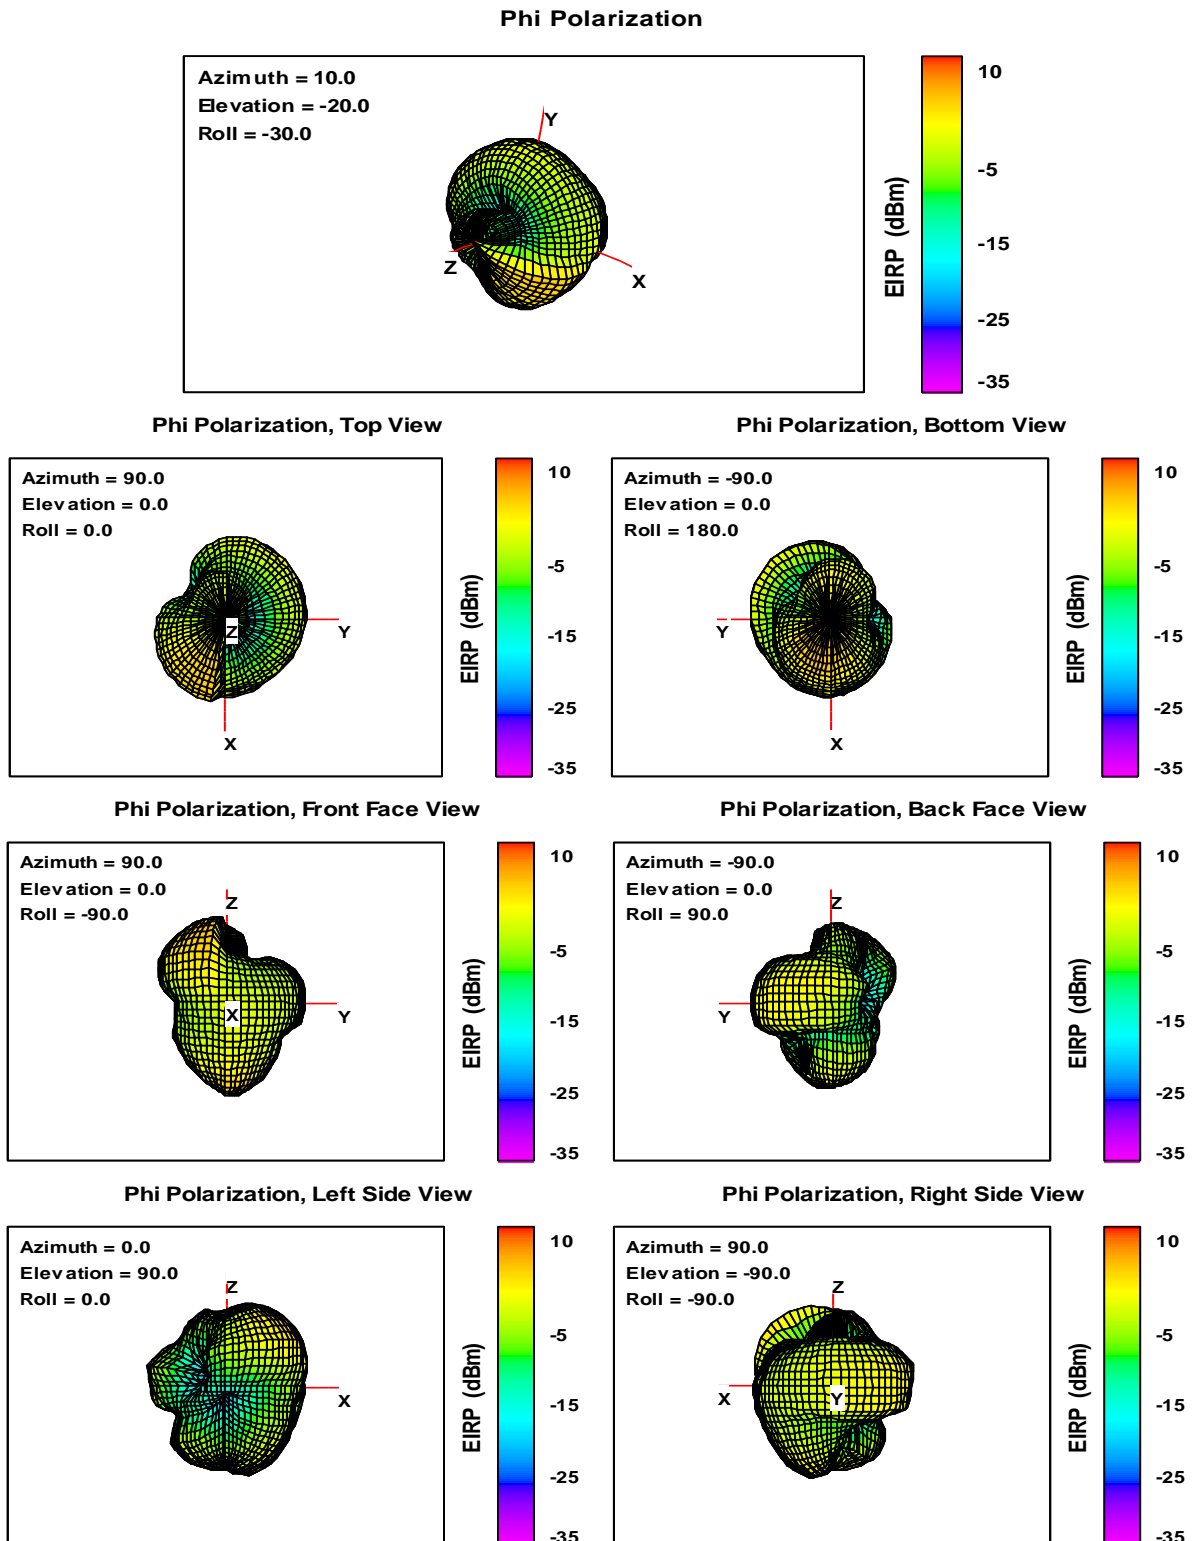 Phi Polarization
Azimuth = 10.0
Elevation = -20.0
Roll = -30.0
Y
Z
X
10
-5
-15
-25
-35
EIRP (dBm)
Phi Polarization, Top View
Azimuth = 90.0
Elevation = 0.0
Roll = 0.0
Z
Y
X
10
-5
-15
-25
-35
EIRP (dBm)
Phi Polarization, Bottom View
Azimuth = -90.0
Elevation = 0.0
Roll = 180.0
Y
X
10
-5
-15
-25
-35
EIRP (dBm)
Phi Polarization, Front Face View
Azimuth = 90.0
Elevation = 0.0
Roll = -90.0
Z
X
Y
10
-5
-15
-25
-35
EIRP (dBm)
Phi Polarization, Back Face View
Azimuth = -90.0
Elevation = 0.0
Roll = 90.0
Z
Y
10
-5
-15
-25
-35
EIRP (dBm)
Phi Polarization, Left Side View
Azimuth = 0.0
Elevation = 90.0
Roll = 0.0
Z
X
10
-5
-15
-25
-35
EIRP (dBm)
Phi Polarization, Right Side View
Azimuth = 90.0
Elevation = -90.0
Roll = -90.0
Z
X
Y
10
-5
-15
-25
-35
EIRP (dBm)